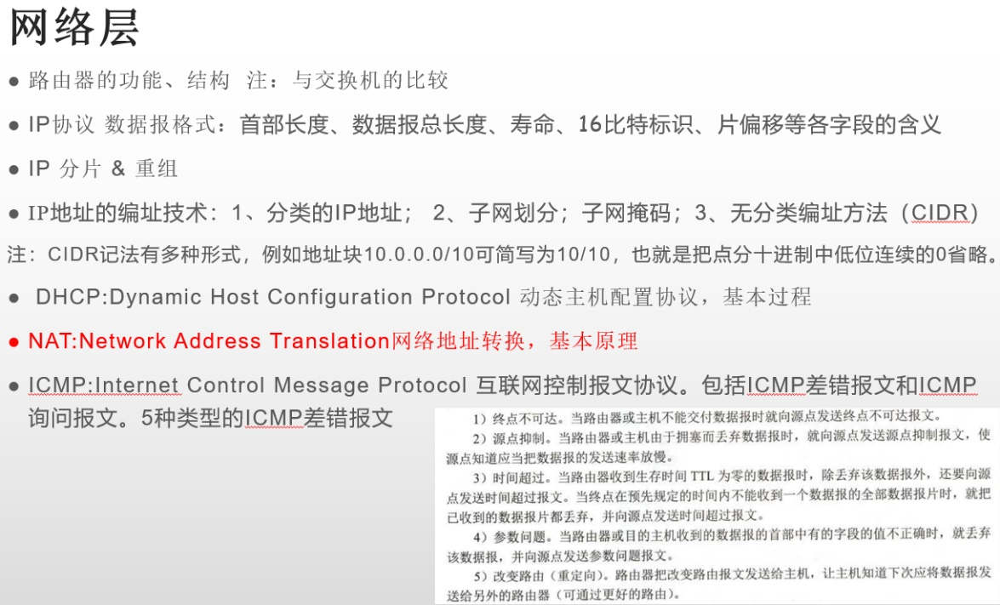 网络层
● 路由器的功能、结构 注：与交换机的比较
● IP协议 数据报格式：首部长度、数据报总长度、寿命、16比特标识、片偏移等各字段的含义
● IP 分片 & 重组
● IP地址的编址技术：1、分类的IP地址； 2、子网划分；子网掩码；3、无分类编址方法（CIDR）
注：CIDR记法有多种形式，例如地址块10.0.0.0/10可简写为10/10，也就是把点分十进制中低位连续的0省略。
● DHCP:Dynamic Host Configuration Protocol 动态主机配置协议，基本过程
● NAT:Network Address Translation网络地址转换，基本原理
● ICMP:Internet Control Message Protocol 互联网控制报文协议。包括ICMP差错报文和ICMP
询问报文。5种类型的ICMP差错报文
1）终点不可达。当路由器或主机不能交付数据报时就向源点发送终点不可达报文。
2）源点抑制。当路由器或主机由于拥塞而丢弃数据报时，就向源点发送源点抑制报文，使
源点知道应当把数据报的发送速率放慢。
3）时间超过。当路由器收到生存时间 TTL 为零的数据报时，除丢弃该数据报外，还要向源
点发送时间超过报文。当终点在预先规定的时间内不能收到一个数据报的全部数据报片时，就把
已收到的数据报片都丢弃，并向源点发送时间超过报文。
4）参数问题。当路由器或目的主机收到的数据报的首部中有的字段的值不正确时，就丢弃
该数据报，并向源点发送参数问题报文。
5）改变路由（重定向）。路由器把改变路由报文发送给主机，让主机知道下次应将数据报发
送给另外的路由器（可通过更好的路由）。